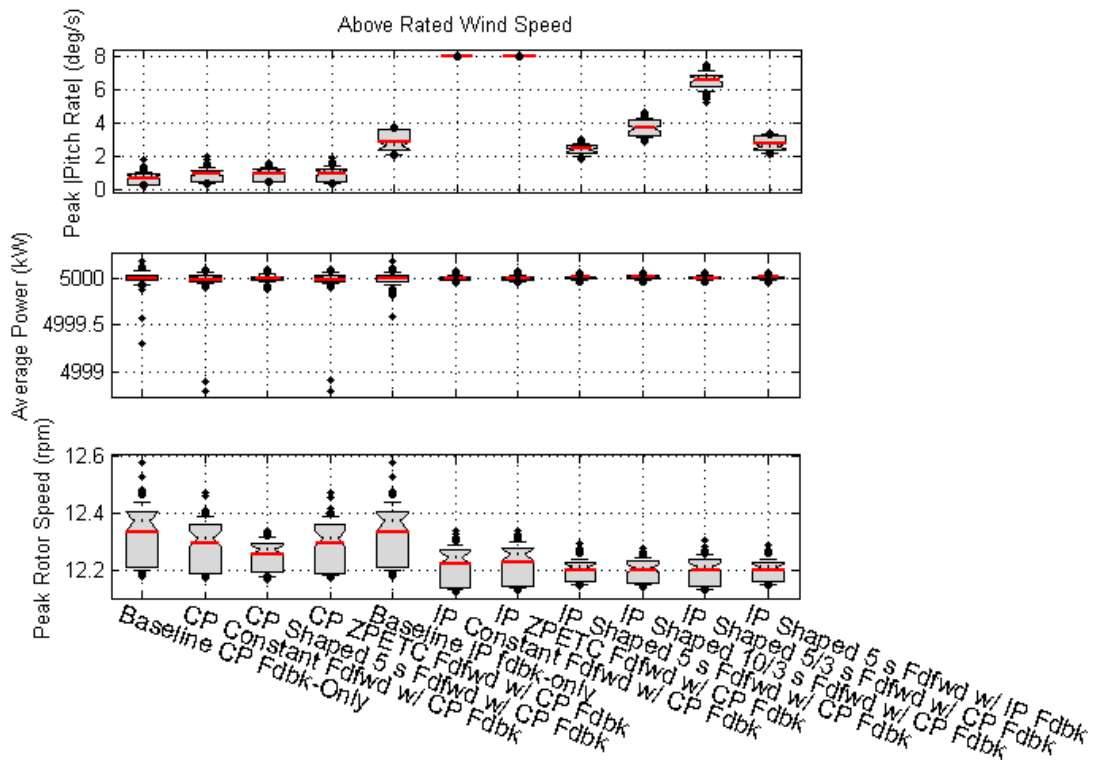 Above Rated Wind Speed
Peak |Pitch Rate| (deg/s)
8
6
4
2
0
Average Power (kW)
5000
4999.5
4999
Peak Rotor Speed (rpm)
12.6
12.4
12.2
Baseline CP Fdbk-Only
CP Constant Fdfwd w/ CP Fdbk
CP Shaped 5 s Fdfwd w/ CP Fdbk
CP ZPETC Fdfwd w/ CP Fdbk
Baseline IP fdbk-only
IP Constant Fdfwd w/ CP Fdbk
IP ZPETC Fdfwd w/ CP Fdbk
IP Shaped 5 s Fdfwd w/ CP Fdbk
IP Shaped 10/3 s Fdfwd w/ CP Fdbk
IP Shaped 5/3 s Fdfwd w/ CP Fdbk
IP Shaped 5 s Fdfwd w/ IP Fdbk